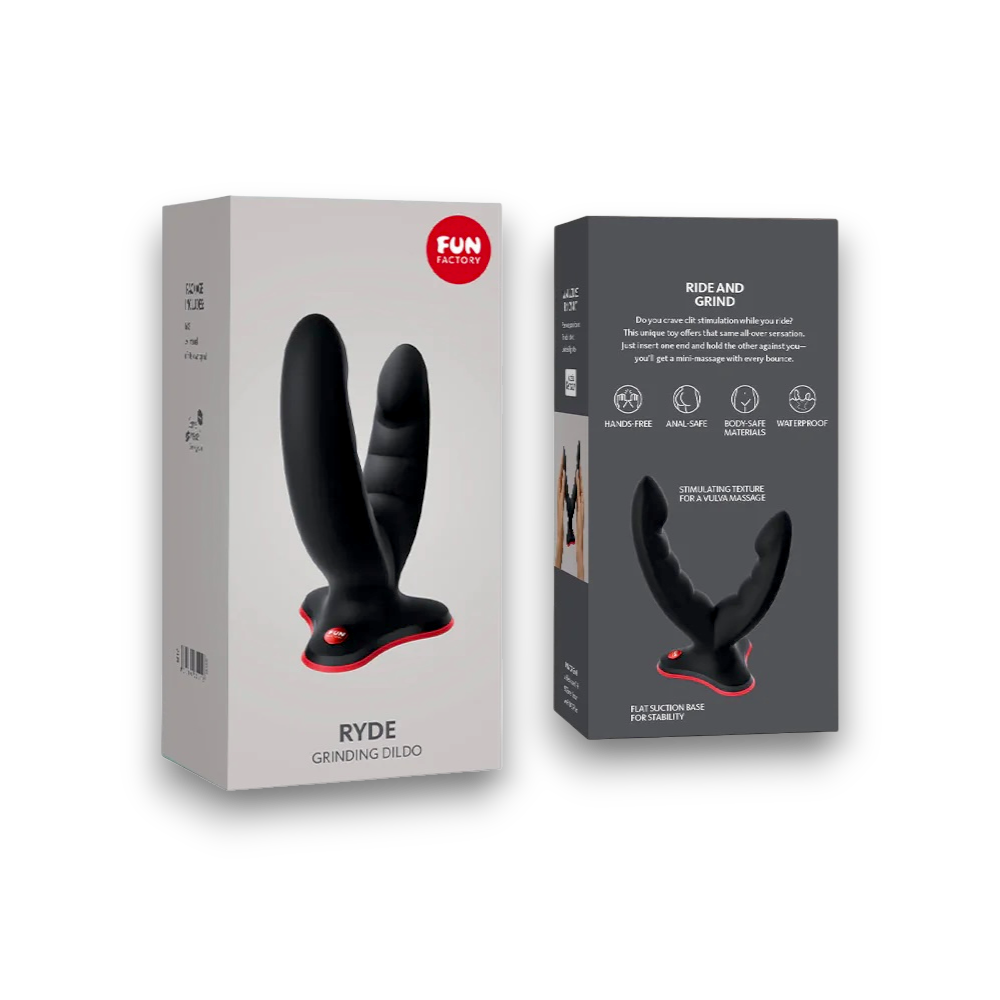 FUN
FACTORY
FUN
RYDE
GRINDING DILDO
RIDE AND
GRIND
Do you crave clit stimulation while you ride?
This unique toy offers that same all-over sensation.
Just insert one end and hold the other against you—
you'll get a mini-massage with every bounce.
HANDS-FREE
ANAL-SAFE
BODY-SAFE
MATERIALS
WATERPROOF
STIMULATING TEXTURE
FOR A VULVA MASSAGE
FLAT SUCTION BASE
FOR STABILITY